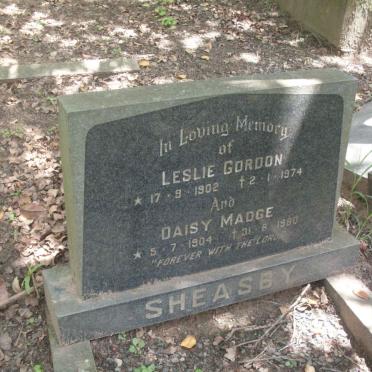 In Loving Memory
of
LESLIE GORDON
★ 17 - 9 - 1902 † 2 - 1 - 1974
And
DAISY MADGE
★ 5 - 7 - 1904 † 31 - 8 - 1980
"FOREVER WITH THE LORD"
SHEASBY